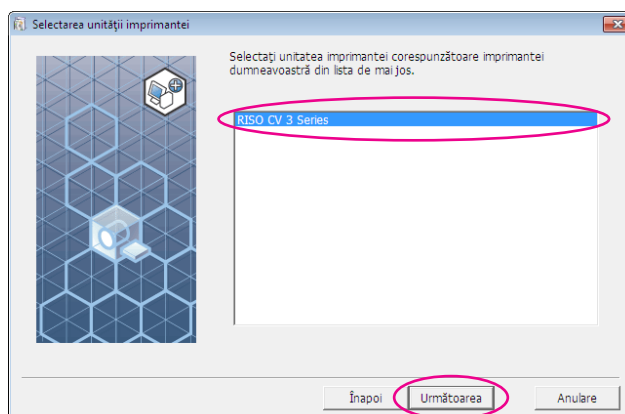 Selectarea unității imprimantei
Selectați unitatea imprimantei corespunzătoare imprimantei
dumneavoastră din lista de mai jos.
RISO CV 3 Series
Înapoi
Următoarea
Anulare